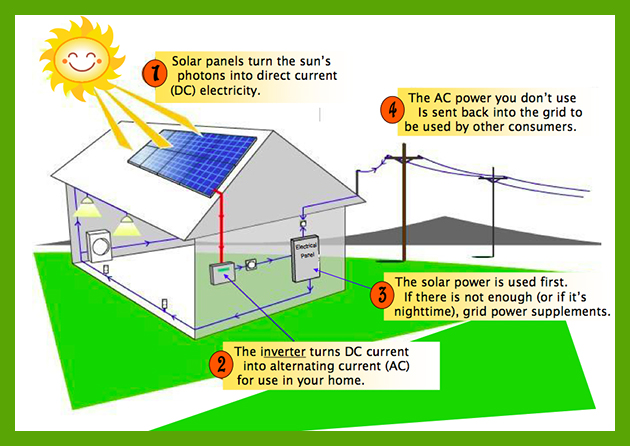 1 Solar panels turn the sun's
photons into direct current
(DC) electricity.
4 The AC power you don't use
Is sent back into the grid to
be used by other consumers.
Electrical
Panel
3 The solar power is used first.
If there is not enough (or if it's
nighttime), grid power supplements.
2 The inverter turns DC current
into alternating current (AC)
for use in your home.